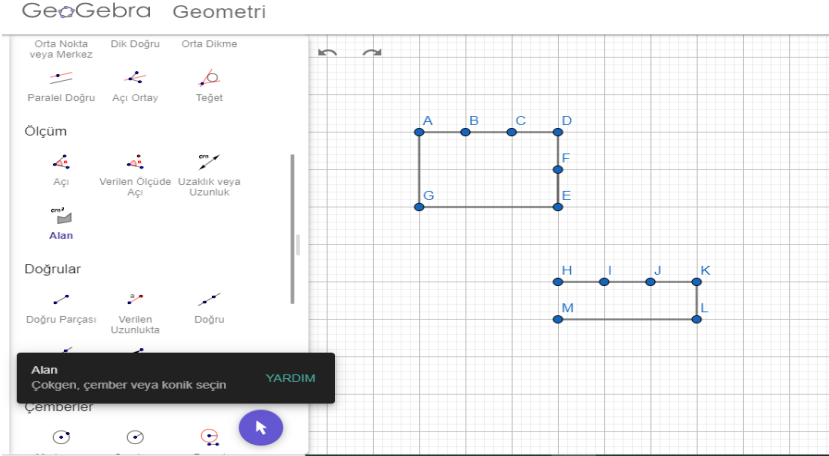 GeoGebra Geometri
Orta Nokta
veya Merkez
Dik Doğru
Orta Dikme
Paralel Doğru
Açı Ortay
Teğet
Ölçüm
Açı
Verilen Ölçüde
Açı
Uzaklık veya
Uzunluk
cm
cm²
Alan
Doğrular
a
Doğru Parçası
Verilen
Uzunlukta
Doğru
Alan
Çokgen, çember veya konik seçin
YARDIM
Çemberler
A B C D
F
G E
H I J K
M L